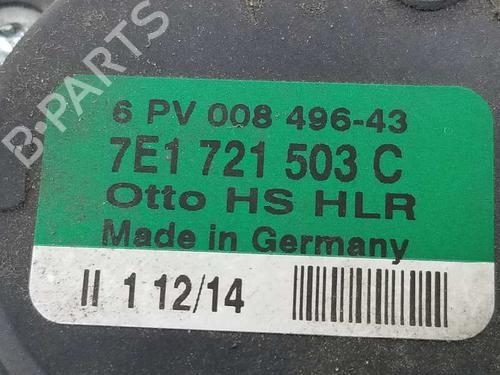 B-PARTS
6 PV 008 496-43
7E1 721 503 C
Otto HS HLR
Made in Germany
II 1 12/14